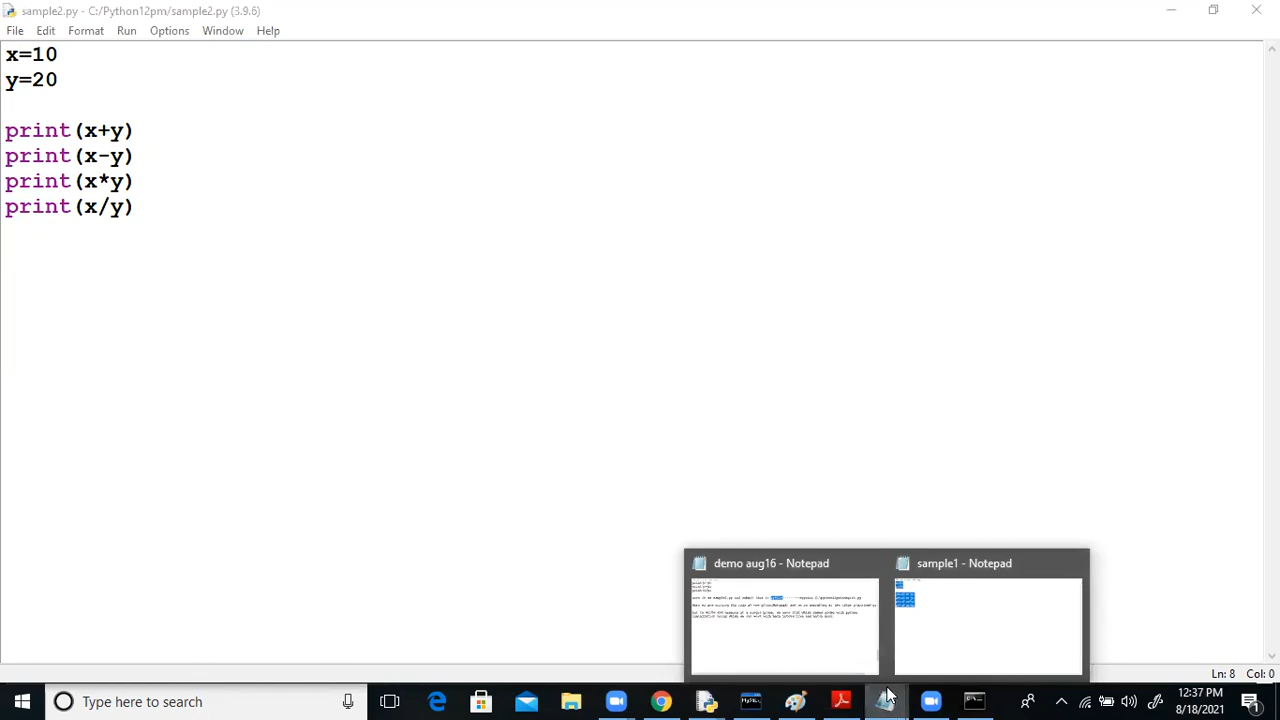 sample2.py - C:/Python12pm/sample2.py (3.9.6)
File Edit Format Run Options Window Help
x=10
y=20
print(x+y)
print(x-y)
print(x*y)
print(x/y)
demo aug16 - Notepad
sample1 - Notepad
Ln: 8 Col: 0
Type here to search
12:37 PM
8/18/2021